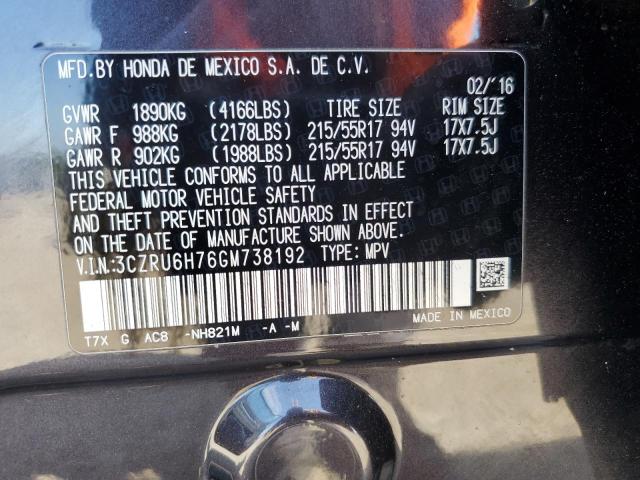 MFD. BY HONDA DE MEXICO S.A. DE C.V.
02/'16
GVWR 1890KG (4166LBS) TIRE SIZE RIM SIZE
GAWR F 988KG (2178LBS) 215/55R17 94V 17X7.5J
GAWR R 902KG (1988LBS) 215/55R17 94V 17X7.5J
THIS VEHICLE CONFORMS TO ALL APPLICABLE
FEDERAL MOTOR VEHICLE SAFETY
AND THEFT PREVENTION STANDARDS IN EFFECT
ON THE DATE OF MANUFACTURE SHOWN ABOVE.
V.I.N.:3CZRU6H76GM738192 TYPE: MPV
T7X G AC8 -NH821M -A -M
MADE IN MEXICO